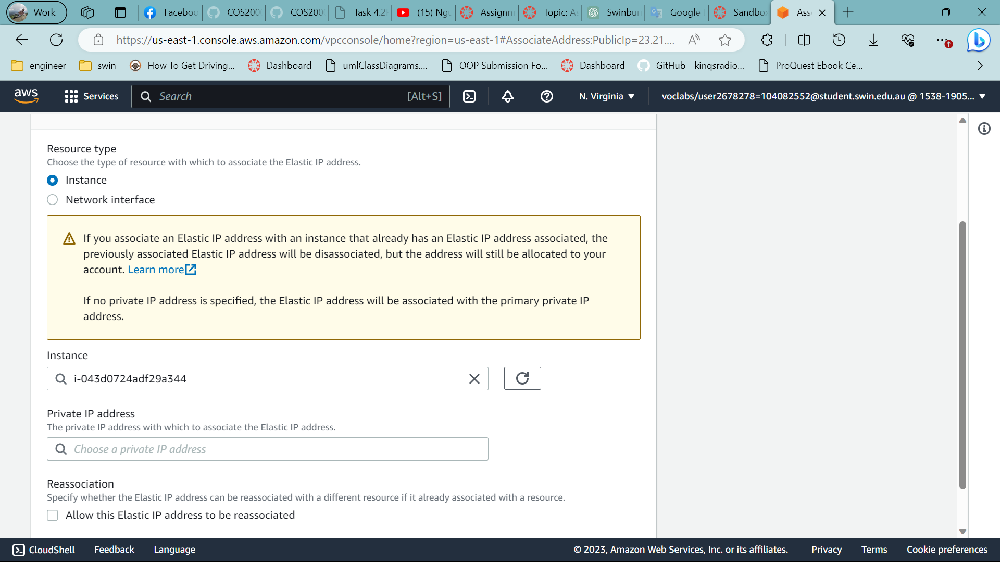 Work
Faceboo
COS200
COS200
Task 4.2
(15) Ngu
Assignm
Topic: As
Swinbur
Google
Sandbo
Ass
https://us-east-1.console.aws.amazon.com/vpcconsole/home?region=us-east-1#AssociateAddress:PublicIp=23.21....
engineer
swin
How To Get Driving...
Dashboard
umlClassDiagrams....
OOP Submission Fo...
Dashboard
GitHub - kinqsradio...
ProQuest Ebook Ce...
aws
Services
Search
[Alt+S]
N. Virginia
voclabs/user2678278=104082552@student.swin.edu.au @ 1538-1905...
Resource type
Choose the type of resource with which to associate the Elastic IP address.
Instance
Network interface
If you associate an Elastic IP address with an instance that already has an Elastic IP address associated, the
previously associated Elastic IP address will be disassociated, but the address will still be allocated to your
account. Learn more
If no private IP address is specified, the Elastic IP address will be associated with the primary private IP
address.
Instance
i-043d0724adf29a344
Private IP address
The private IP address with which to associate the Elastic IP address.
Choose a private IP address
Reassociation
Specify whether the Elastic IP address can be reassociated with a different resource if it already associated with a resource.
Allow this Elastic IP address to be reassociated
CloudShell
Feedback
Language
© 2023, Amazon Web Services, Inc. or its affiliates.
Privacy
Terms
Cookie preferences